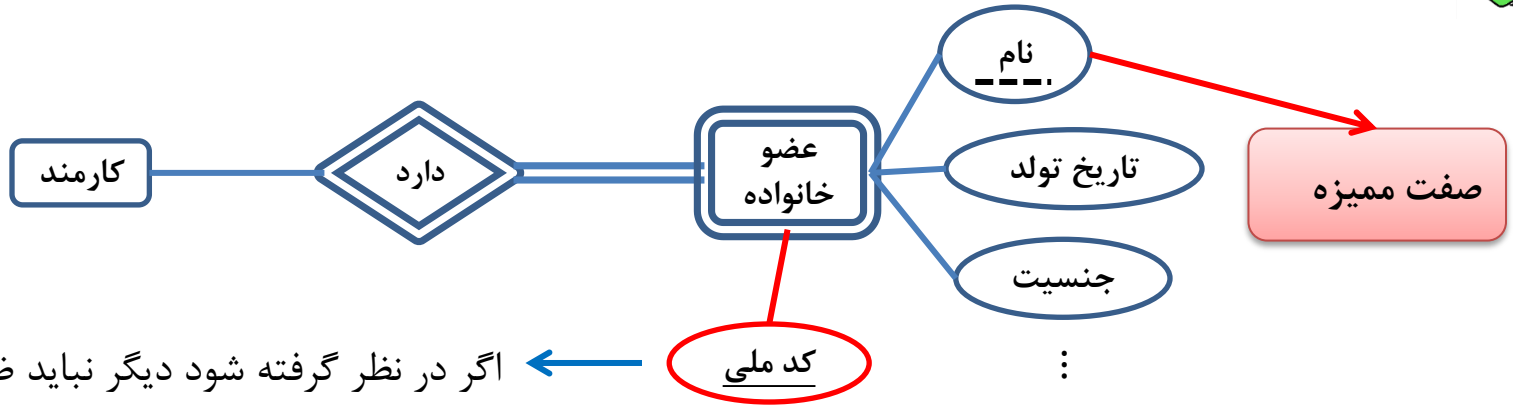 نام
کارمند
دارد
عضو
خانواده
تاریخ تولد
صفت ممیزه
جنسیت
کد ملی
اگر در نظر گرفته شود دیگر نباید